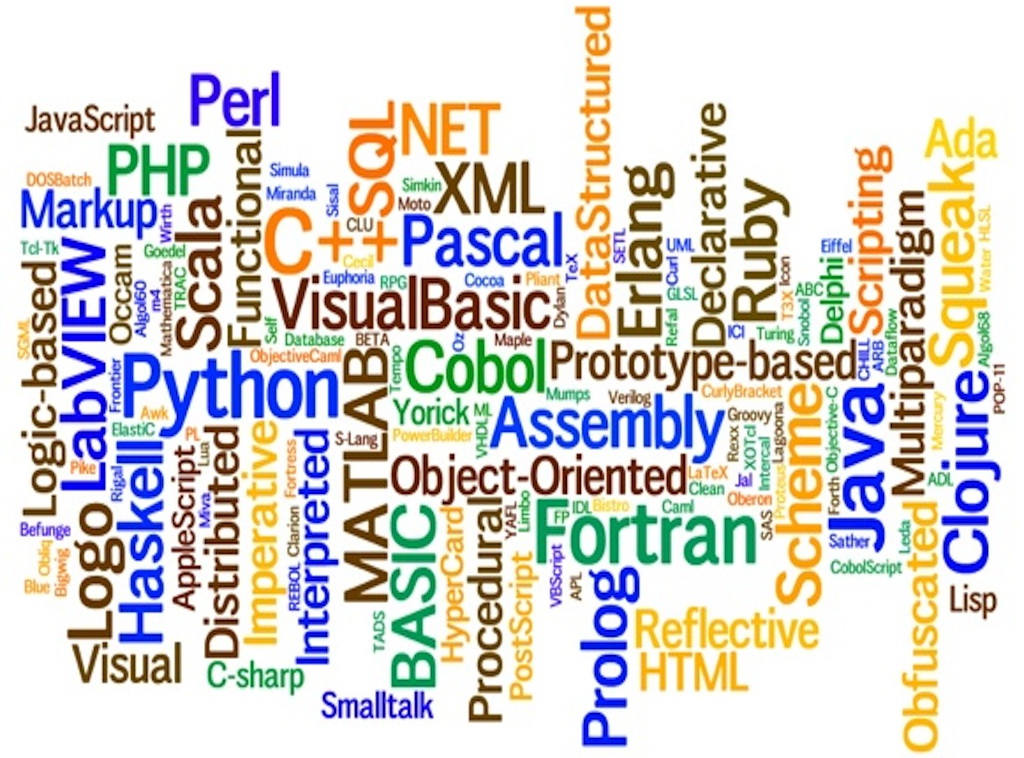 JavaScript
Perl
PHP
DOSBatch
Markup
Wirth
Tcl-Tk
Goedel
Scala
Functional
Simula
Miranda
Sisal
C++
SQL
NET
CLU
Cecil
Simkin
Moto
XML
Pascal
Euphoria
RPG
Cocoa
Pliant
TeX
DataStructured
SETL
Erlang
UML
Curl
GLSL
Declarative
Ruby
Icon
T3X
ABC
Eiffel
Delphi
Scripting
Multiparadigm
Ada
Squeak
HLSL
Water
SGML
Logic-based
LabVIEW
Occam
Algol60
m4
Mathematica
TRAC
Self
Database
BETA
ObjectiveCaml
VisualBasic
Dylan
Maple
Oz
Tempo
Cobol
Prototype-based
Refal
ICI
Turing
Snobol
CHILL
ARB
Dataflow
Algol68
POP-11
Frontier
Python
Awk
ElastiC
PL
Lua
Pike
Rigal
Haskell
AppleScript
Miva
Distributed
Imperative
Fortress
Clarion
REBOL
Interpreted
S-Lang
MATLAB
Yorick
ML
VHDL
PowerBuilder
Assembly
Mumps
Verilog
CurlyBracket
Groovy
Rexx
XOTcl
Intercal
Lagoona
Object-Oriented
LaTeX
Clean
Jal
Oberon
Proteus
SAS
Scheme
Objective-C
Forth
Java
Sather
CobolScript
Leda
ADL
Mercury
Clojure
Lisp
Obfuscated
Befunge
Obliq
Blue
Bigwig
Logo
Visual
C-sharp
Smalltalk
TADS
BASIC
HyperCard
Procedural
YAFL
Limbo
PostScript
FP
IDL
Bistro
Caml
Fortran
VBScript
APL
Prolog
Reflective
HTML